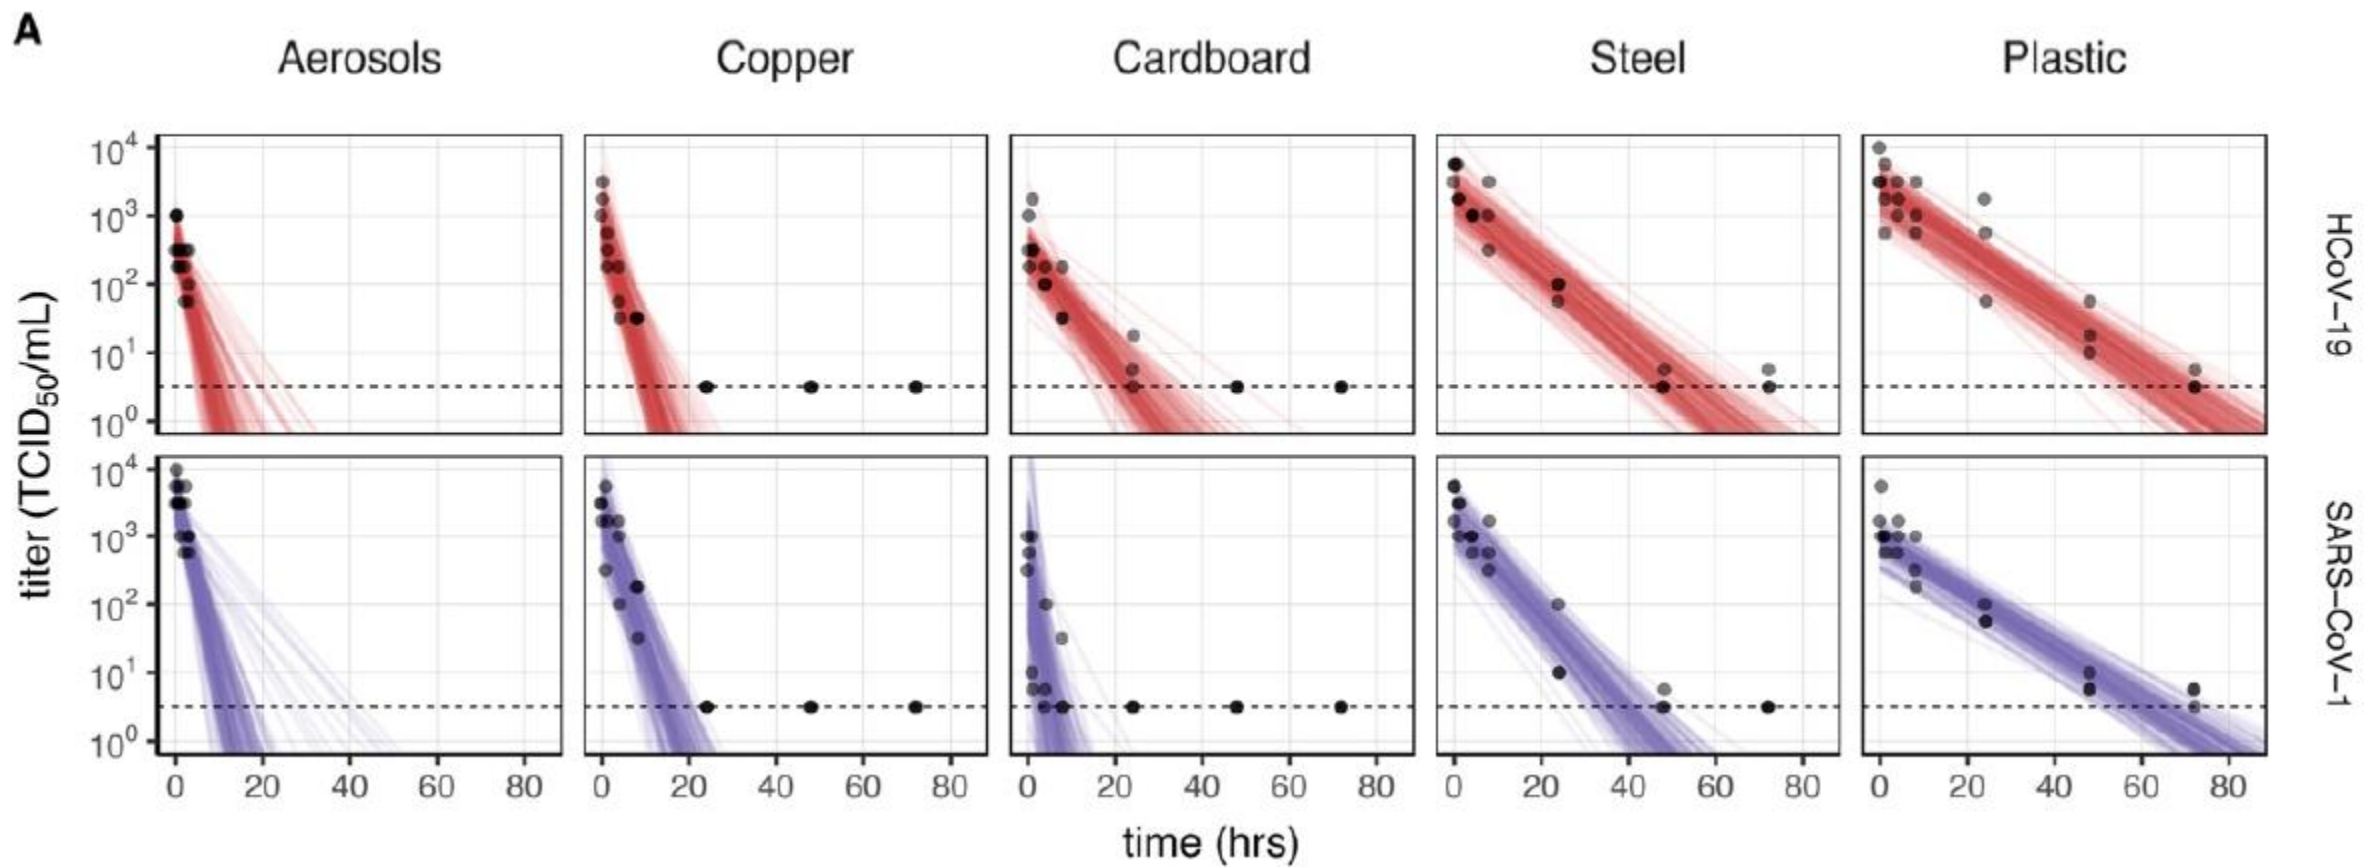 A
Aerosols Copper Cardboard Steel Plastic
10⁴
10³
10²
10¹
10⁰
HCoV−19
10⁴
10³
10²
10¹
10⁰
SARS−CoV−1
titer (TCID₅₀/mL)
0 20 40 60 80 0 20 40 60 80 0 20 40 60 80 0 20 40 60 80 0 20 40 60 80
time (hrs)